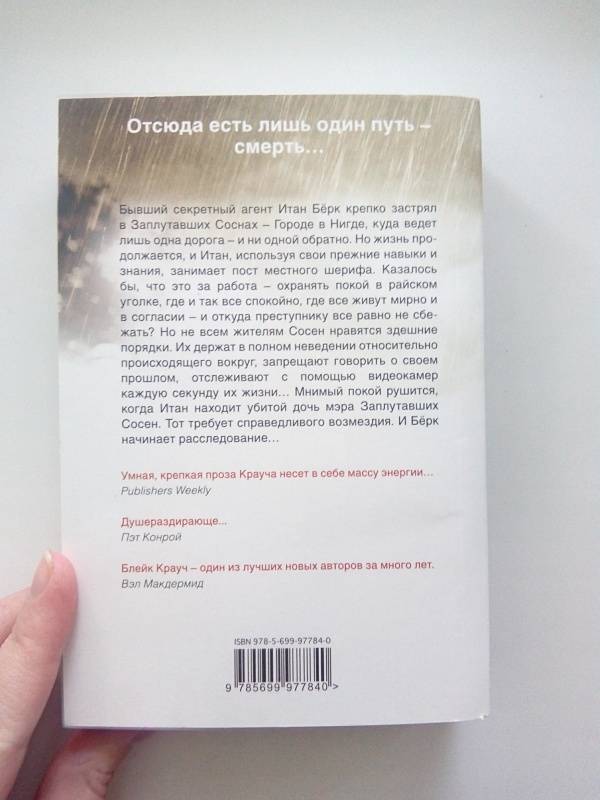 Отсюда есть лишь один путь –
смерть...
Бывший секретный агент Итан Бёрк крепко застрял
в Заплутавших Соснах – Городе в Нигде, куда ведет
лишь одна дорога – и ни одной обратно. Но жизнь про-
должается, и Итан, используя свои прежние навыки и
знания, занимает пост местного шерифа. Казалось
бы, что это за работа – охранять покой в райском
уголке, где и так все спокойно, где все живут мирно и
в согласии – и откуда преступнику все равно не сбе-
жать? Но не всем жителям Сосен нравятся здешние
порядки. Их держат в полном неведении относительно
происходящего вокруг, запрещают говорить о своем
прошлом, отслеживают с помощью видеокамер
каждую секунду их жизни... Мнимый покой рушится,
когда Итан находит убитой дочь мэра Заплутавших
Сосен. Тот требует справедливого возмездия. И Бёрк
начинает расследование...
Умная, крепкая проза Крауча несет в себе массу энергии...
Publishers Weekly
Душераздирающе...
Пэт Конрой
Блейк Крауч – один из лучших новых авторов за много лет.
Вэл Макдермид
ISBN 978-5-699-97784-0
9 785699 977840>